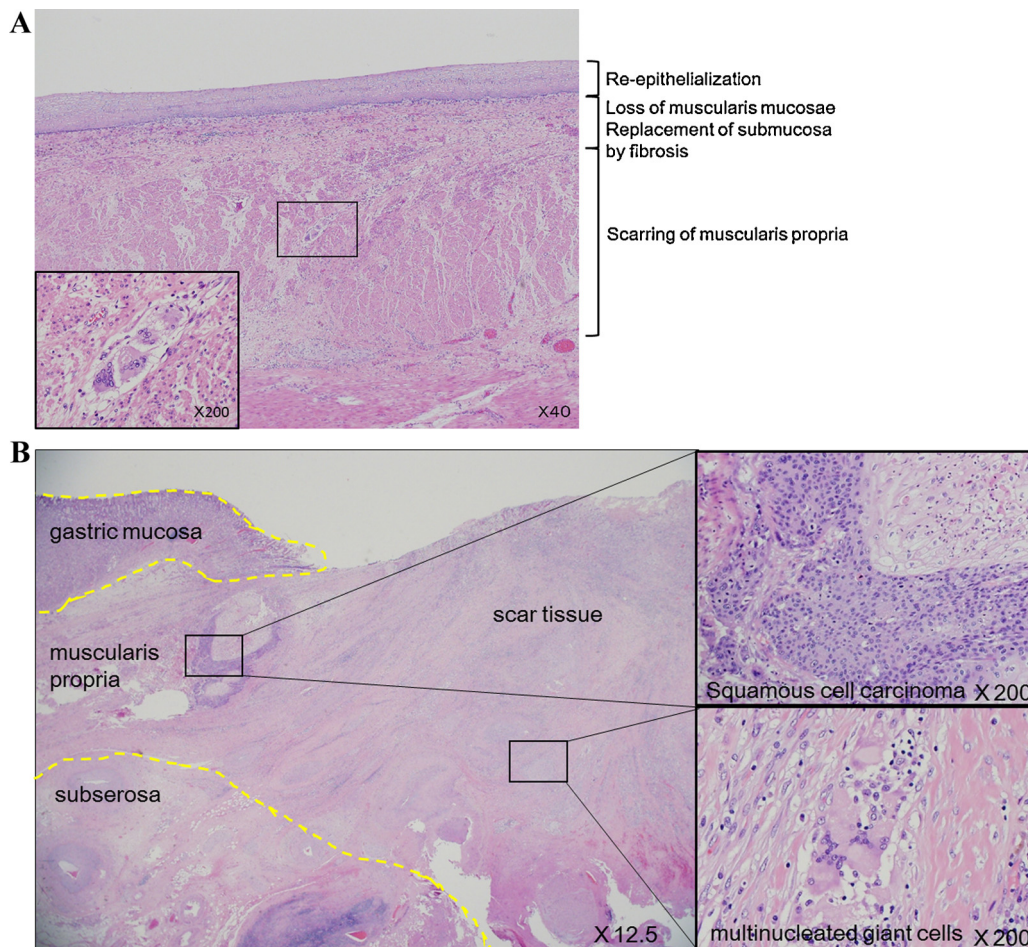 A
Re-epithelialization
Loss of muscularis mucosae
Replacement of submucosa
by fibrosis
Scarring of muscularis propria
X200
X40
B
gastric mucosa
scar tissue
muscularis
propria
subserosa
X12.5
Squamous cell carcinoma X200
multinucleated giant cells X200